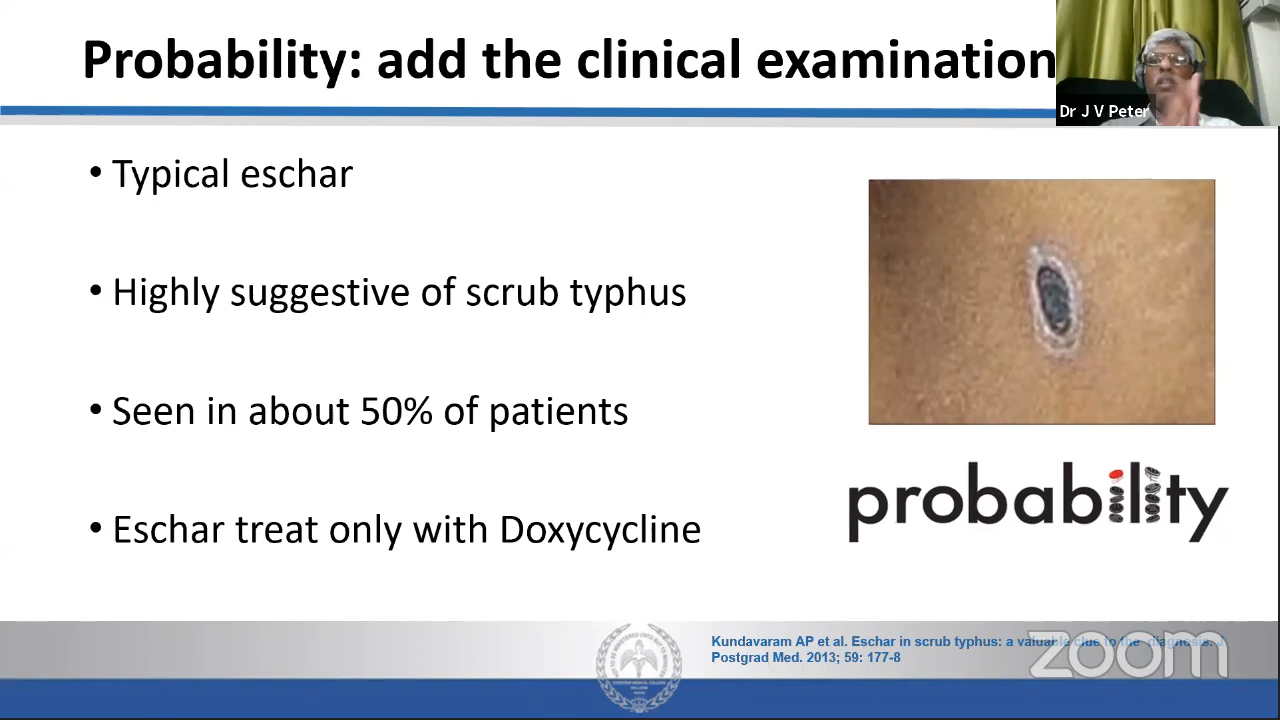 Probability: add the clinical examination
Dr J V Peter
• Typical eschar
• Highly suggestive of scrub typhus
• Seen in about 50% of patients
• Eschar treat only with Doxycycline
probability
Kundavaram AP et al. Eschar in scrub typhus: a valuable clue to the diagnosis. J
Postgrad Med. 2013; 59: 177-8
zoom